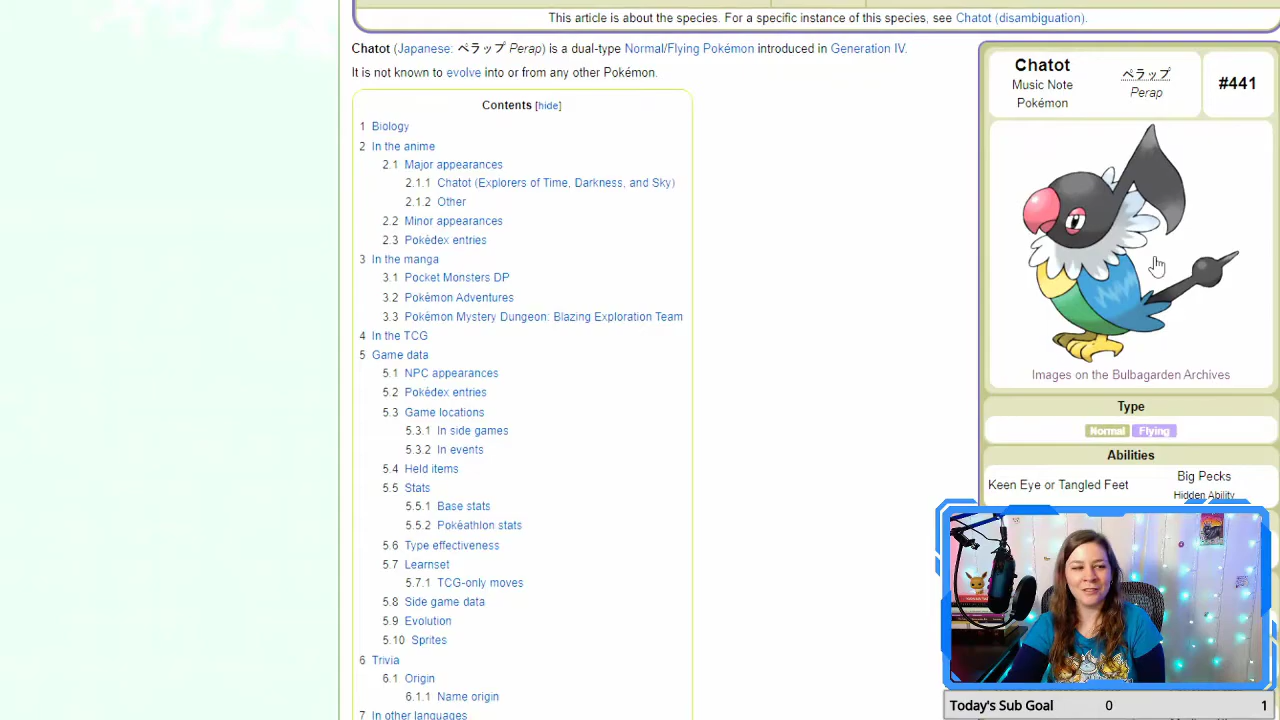 This article is about the species. For a specific instance of this species, see Chatot (disambiguation).
Chatot (Japanese: ペラップ Perap) is a dual-type Normal/Flying Pokémon introduced in Generation IV.
It is not known to evolve into or from any other Pokémon.
Contents [hide]
1 Biology
2 In the anime
2.1 Major appearances
2.1.1 Chatot (Explorers of Time, Darkness, and Sky)
2.1.2 Other
2.2 Minor appearances
2.3 Pokédex entries
3 In the manga
3.1 Pocket Monsters DP
3.2 Pokémon Adventures
3.3 Pokémon Mystery Dungeon: Blazing Exploration Team
4 In the TCG
5 Game data
5.1 NPC appearances
5.2 Pokédex entries
5.3 Game locations
5.3.1 In side games
5.3.2 In events
5.4 Held items
5.5 Stats
5.5.1 Base stats
5.5.2 Pokéathlon stats
5.6 Type effectiveness
5.7 Learnset
5.7.1 TCG-only moves
5.8 Side game data
5.9 Evolution
5.10 Sprites
6 Trivia
6.1 Origin
6.1.1 Name origin
7 In other languages
Chatot
Music Note
Pokémon
ペラップ
Perap
#441
Images on the Bulbagarden Archives
Type
Normal Flying
Abilities
Keen Eye or Tangled Feet
Big Pecks
Hidden Ability
Today's Sub Goal 0 1